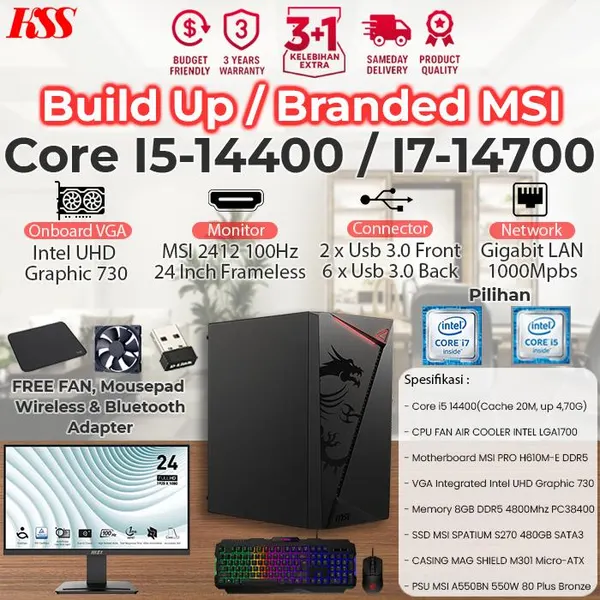 KSS
BUDGET FRIENDLY
3 YEARS WARRANTY
3+1
KELEBIHAN EXTRA
SAMEDAY DELIVERY
PRODUCT QUALITY
Build Up / Branded MSI
Core I5-14400 / I7-14700
Onboard VGA
Intel UHD
Graphic 730
Monitor
MSI 2412 100Hz
24 Inch Frameless
Connector
2 x Usb 3.0 Front
6 x Usb 3.0 Back
Network
Gigabit LAN
1000Mpbs
Pilihan
intel
CORE i7
inside
intel
CORE i5
inside
FREE FAN, Mousepad
Wireless & Bluetooth
Adapter
Spesifikasi :
- Core i5 14400(Cache 20M, up 4,70G)
- CPU FAN AIR COOLER INTEL LGA1700
- Motherboard MSI PRO H610M-E DDR5
- VGA Integrated Intel UHD Graphic 730
- Memory 8GB DDR5 4800Mhz PC38400
- SSD MSI SPATIUM S270 480GB SATA3
- CASING MAG SHIELD M301 Micro-ATX
- PSU MSI A550BN 550W 80 Plus Bronze
24
FULL HD
msi
KSS